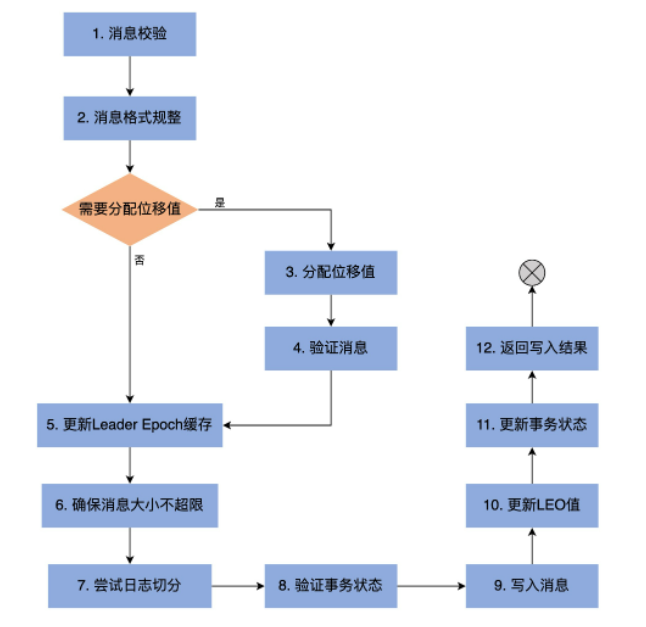 1. 消息校验
2. 消息格式规整
需要分配位移值
是
否
3. 分配位移值
4. 验证消息
5. 更新Leader Epoch缓存
6. 确保消息大小不超限
7. 尝试日志切分
8. 验证事务状态
9. 写入消息
10. 更新LEO值
11. 更新事务状态
12. 返回写入结果